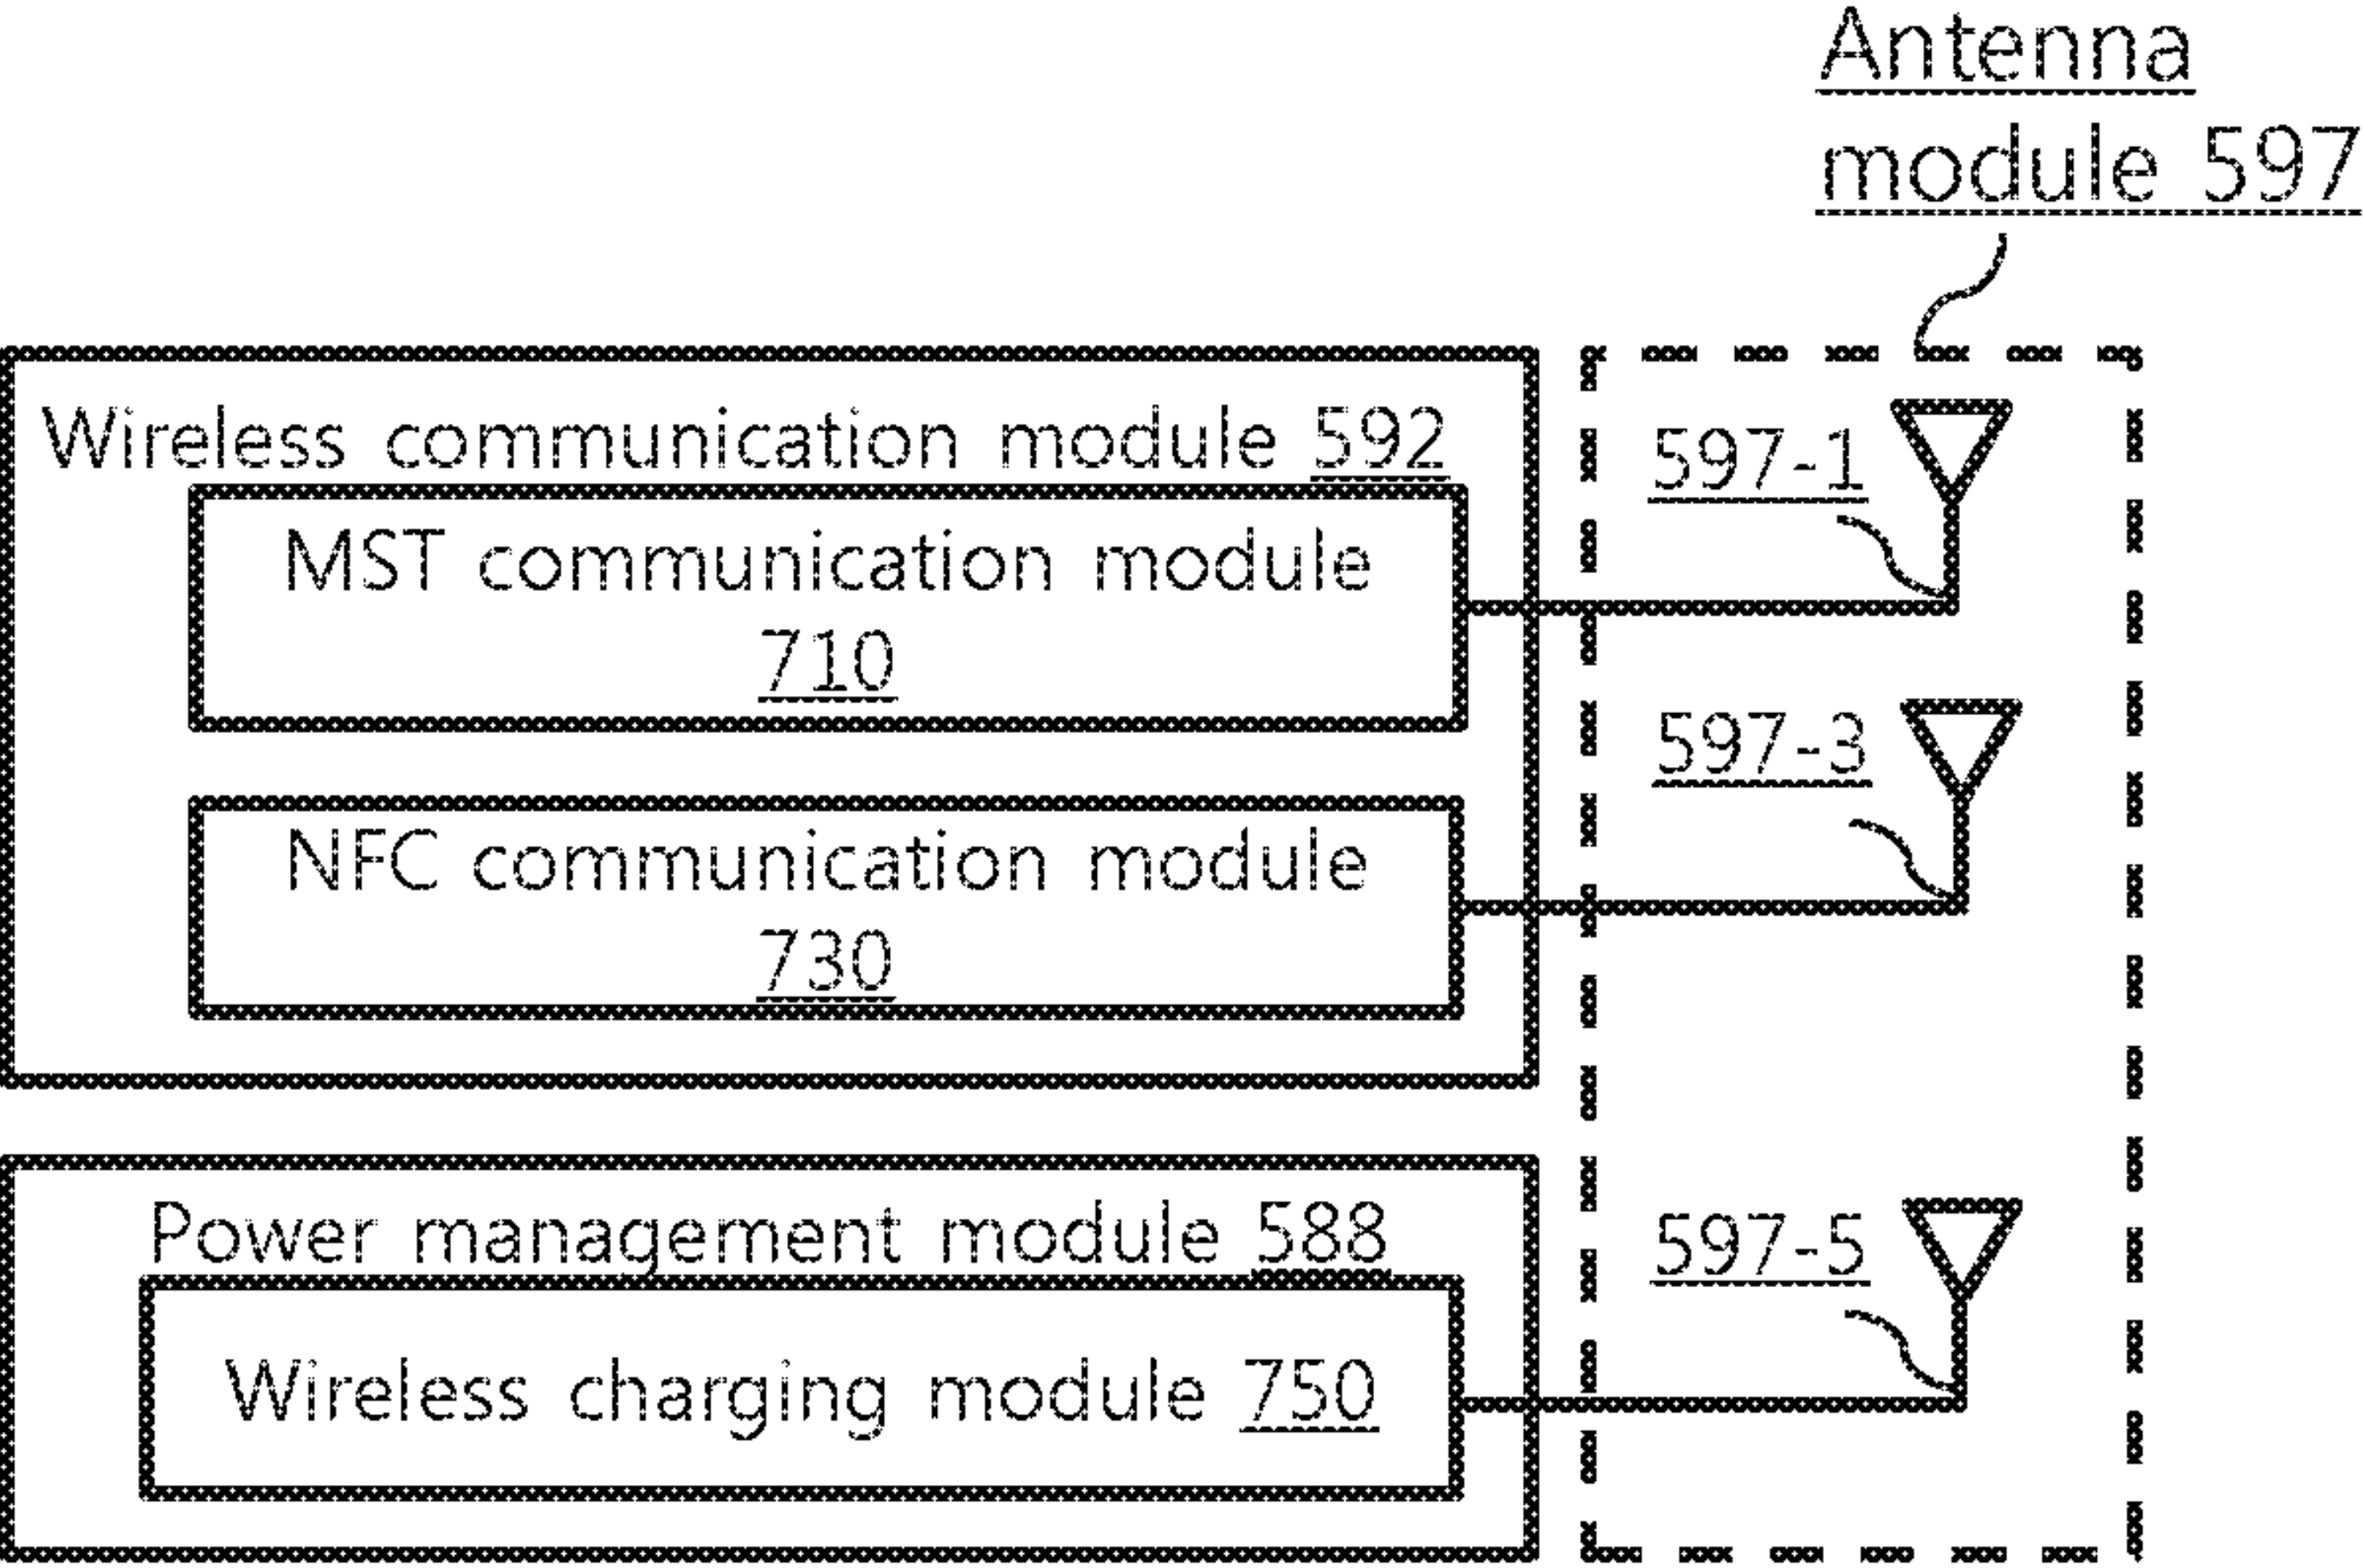 Antenna
module 597
Wireless communication module 592
597-1
MST communication module
710
597-3
NFC communication module
730
Power management module 588
597-5
Wireless charging module 750